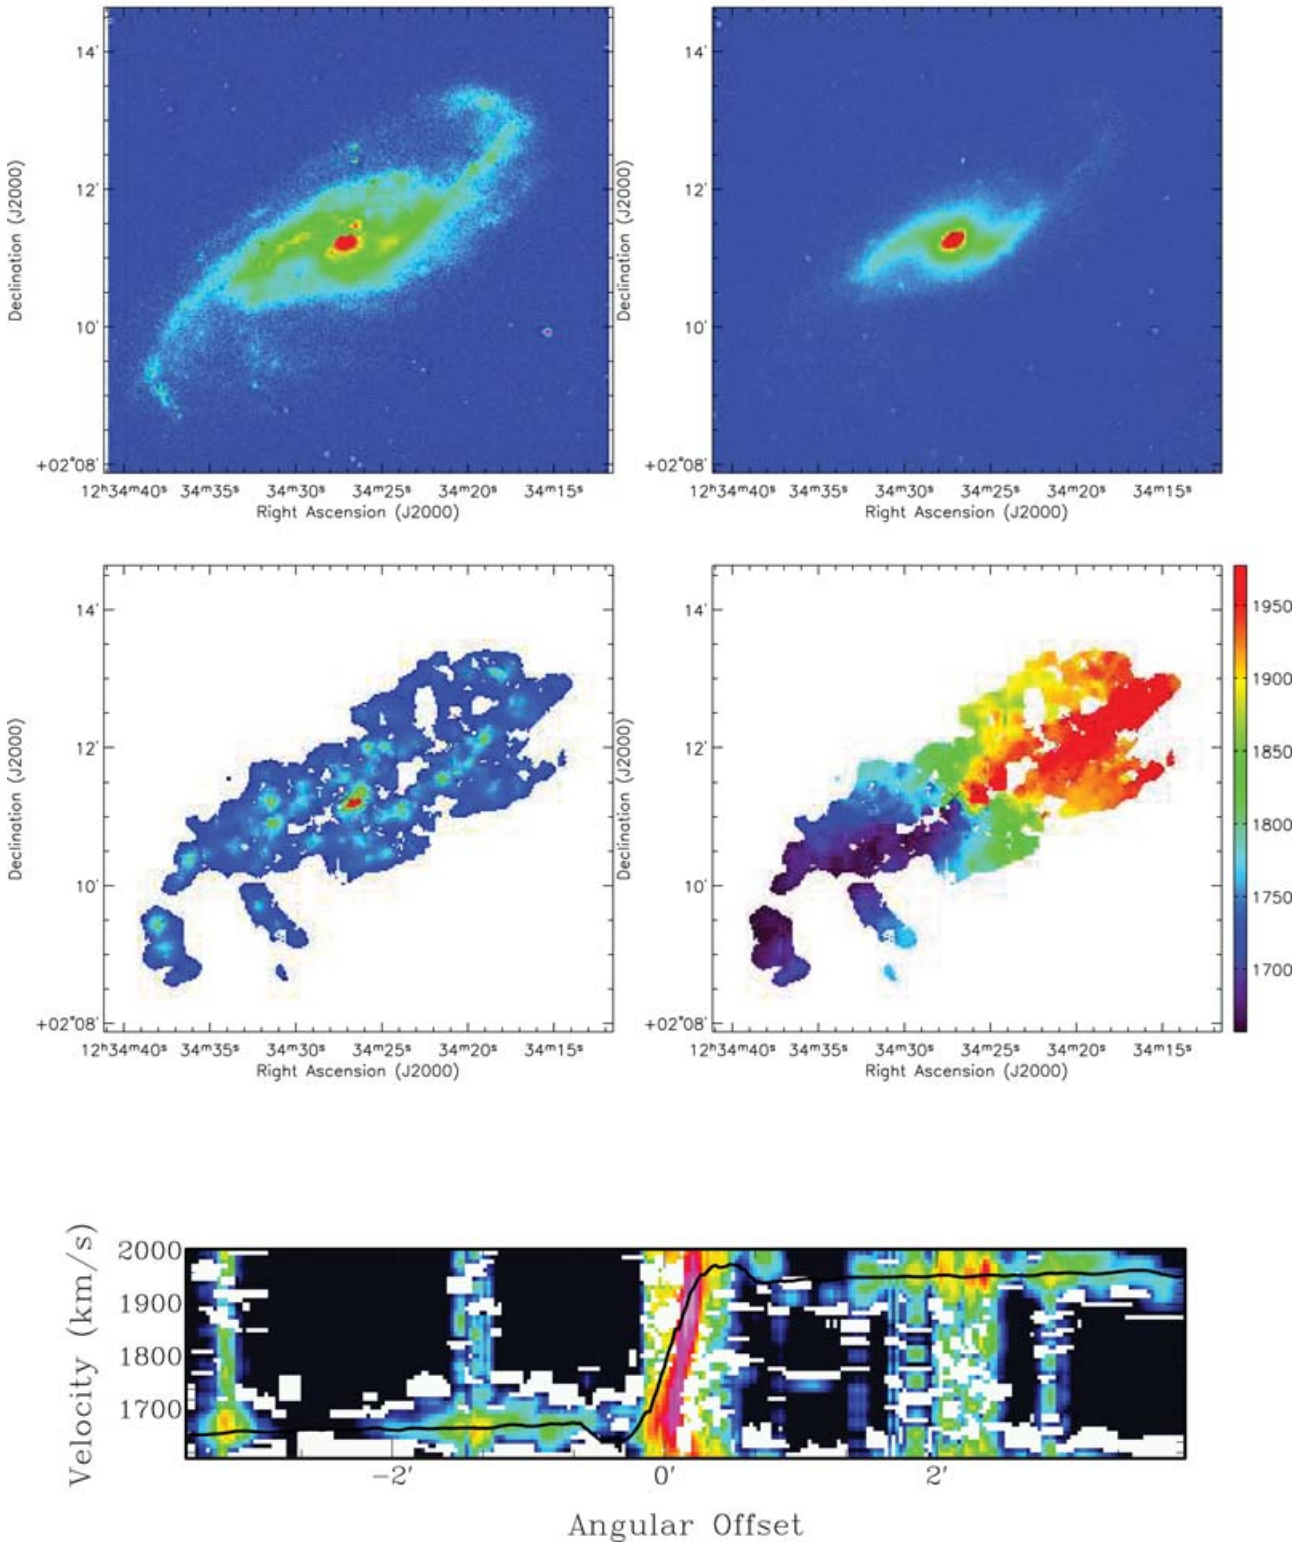 14'
12'
10'
+02°08'
Declination (J2000)
12ʰ34ᵐ40ˢ 34ᵐ35ˢ 34ᵐ30ˢ 34ᵐ25ˢ 34ᵐ20ˢ 34ᵐ15ˢ
Right Ascension (J2000)
14'
12'
10'
+02°08'
Declination (J2000)
12ʰ34ᵐ40ˢ 34ᵐ35ˢ 34ᵐ30ˢ 34ᵐ25ˢ 34ᵐ20ˢ 34ᵐ15ˢ
Right Ascension (J2000)
14'
12'
10'
+02°08'
Declination (J2000)
12ʰ34ᵐ40ˢ 34ᵐ35ˢ 34ᵐ30ˢ 34ᵐ25ˢ 34ᵐ20ˢ 34ᵐ15ˢ
Right Ascension (J2000)
14'
12'
10'
+02°08'
Declination (J2000)
12ʰ34ᵐ40ˢ 34ᵐ35ˢ 34ᵐ30ˢ 34ᵐ25ˢ 34ᵐ20ˢ 34ᵐ15ˢ
Right Ascension (J2000)
1950
1900
1850
1800
1750
1700
Velocity (km/s)
2000
1900
1800
1700
−2' 0' 2'
Angular Offset